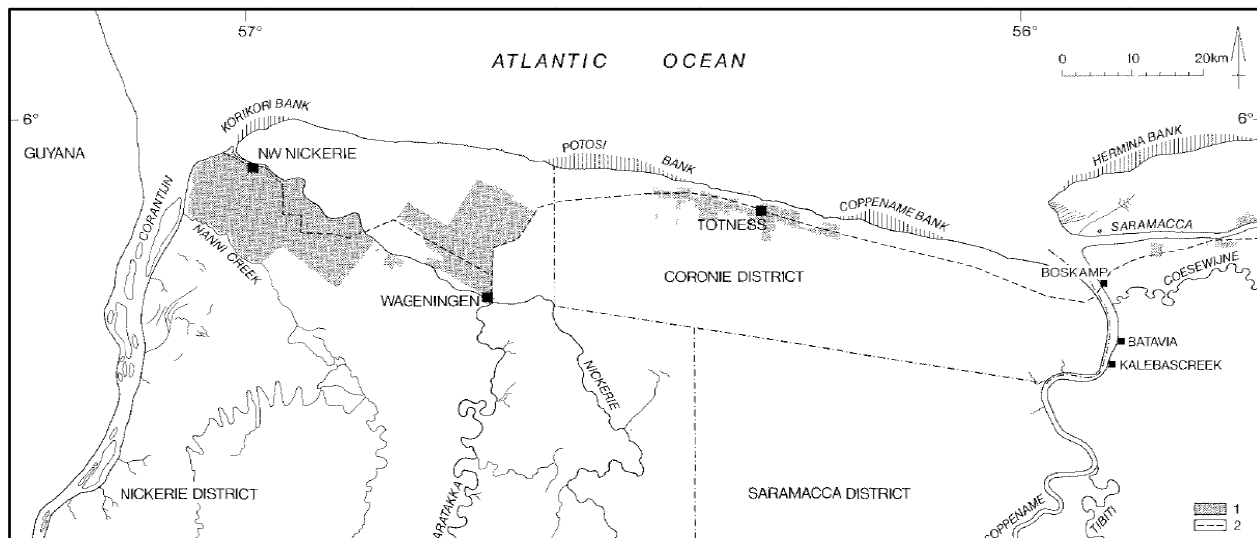 57°
56°
ATLANTIC OCEAN
0 10 20km
6°
6°
KORIKORI BANK
HERMINA BANK
GUYANA
NW NICKERIE
POTOSI BANK
CORANTIJN
TOTNESS
COPPENAME BANK
SARAMACCA
NANNI CREEK
CORONIE DISTRICT
BOSKAMP
COESEWIJNE
WAGENINGEN
BATAVIA
NICKERIE
KALEBASCREEK
NICKERIE DISTRICT
ARATAKKA
SARAMACCA DISTRICT
COPPENAME
TIBITI
1
2